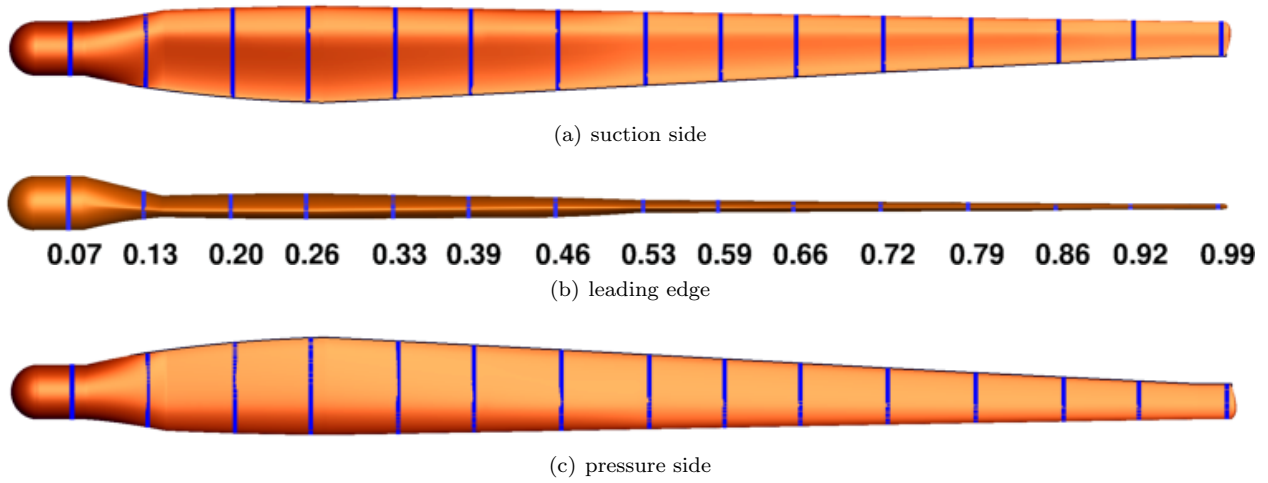 (a) suction side
0.07 0.13 0.20 0.26 0.33 0.39 0.46 0.53 0.59 0.66 0.72 0.79 0.86 0.92 0.99
(b) leading edge
(c) pressure side